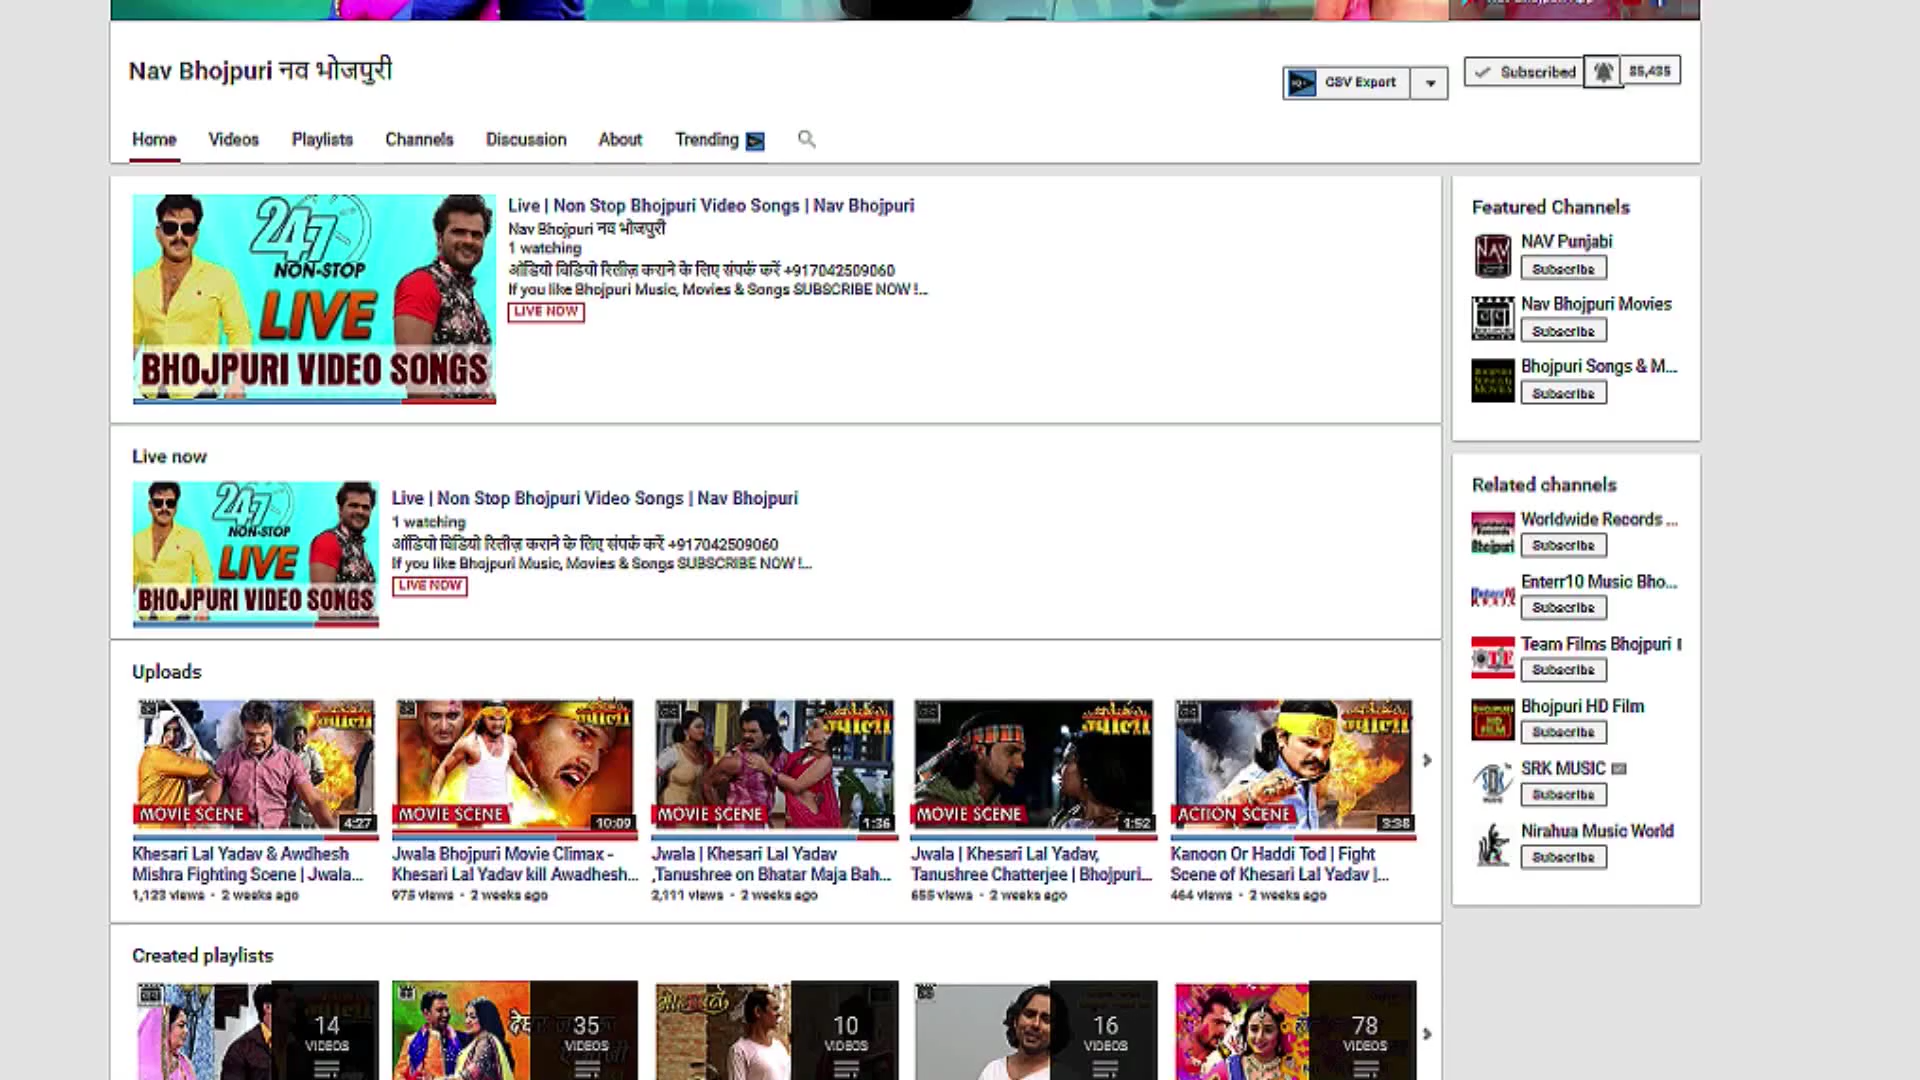 Nav Bhojpuri नव भोजपुरी
CSV Export
Subscribed
Home Videos Playlists Channels Discussion About Trending
24/7
NON-STOP
LIVE
BHOJPURI VIDEO SONGS
Live | Non Stop Bhojpuri Video Songs | Nav Bhojpuri
Nav Bhojpuri नव भोजपुरी
1 watching
ऑडियो विडियो रिलीज़ कराने के लिए संपर्क करें +917042509060
If you like Bhojpuri Music, Movies & Songs SUBSCRIBE NOW !...
LIVE NOW
Live now
24/7
NON-STOP
LIVE
BHOJPURI VIDEO SONGS
Live | Non Stop Bhojpuri Video Songs | Nav Bhojpuri
1 watching
ऑडियो विडियो रिलीज़ कराने के लिए संपर्क करें +917042509060
If you like Bhojpuri Music, Movies & Songs SUBSCRIBE NOW !...
LIVE NOW
Uploads
MOVIE SCENE 4:27
Khesari Lal Yadav & Awdhesh
Mishra Fighting Scene | Jwala...
1,123 views · 2 weeks ago
MOVIE SCENE 10:09
Jwala Bhojpuri Movie Climax -
Khesari Lal Yadav kill Awadhesh...
975 views · 2 weeks ago
MOVIE SCENE 1:36
Jwala | Khesari Lal Yadav
,Tanushree on Bhatar Maja Bah...
2,111 views · 2 weeks ago
MOVIE SCENE 1:52
Jwala | Khesari Lal Yadav,
Tanushree Chatterjee | Bhojpuri...
655 views · 2 weeks ago
ACTION SCENE 3:38
Kanoon Or Haddi Tod | Fight
Scene of Khesari Lal Yadav |...
464 views · 2 weeks ago
Created playlists
14
VIDEOS
35
VIDEOS
10
VIDEOS
16
VIDEOS
78
VIDEOS
Featured Channels
NAV Punjabi
Subscribe
Nav Bhojpuri Movies
Subscribe
Bhojpuri Songs & M...
Subscribe
Related channels
Worldwide Records ...
Subscribe
Enterr10 Music Bho...
Subscribe
Team Films Bhojpuri
Subscribe
Bhojpuri HD Film
Subscribe
SRK MUSIC
Subscribe
Nirahua Music World
Subscribe